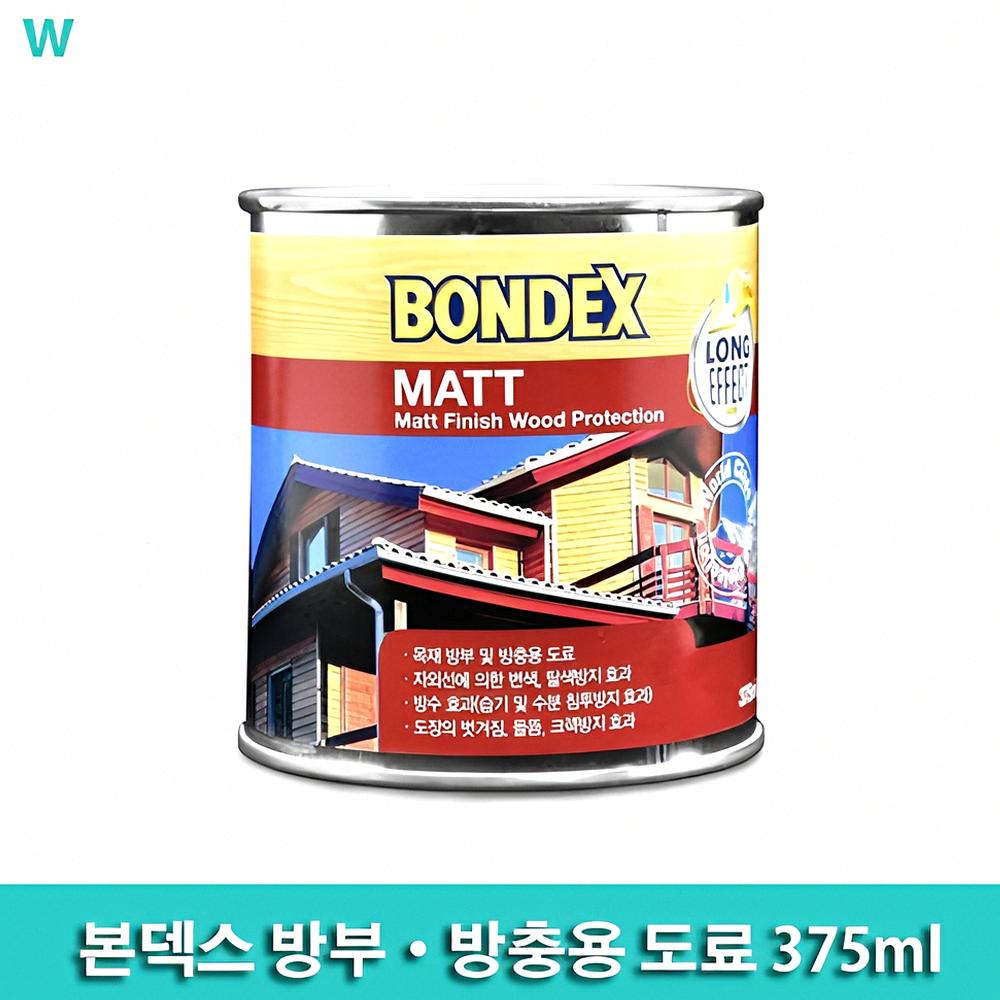 W
BONDEX
LONG
EFFECT
MATT
Matt Finish Wood Protection
World Class
· 목재 방부 및 방충용 도료
· 자외선에 의한 변색, 탈색방지 효과
· 방수 효과(습기 및 수분 침투방지 효과)
· 도장의 벗겨짐, 들뜸, 크랙방지 효과
본덱스 방부 • 방충용 도료 375ml